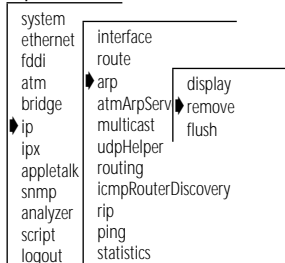 system
ethernet
fddi
atm
bridge
ip
ipx
appletalk
snmp
analyzer
script
logout
interface
route
arp
atmArpServ
multicast
udpHelper
routing
icmpRouterDiscovery
rip
ping
statistics
display
remove
flush